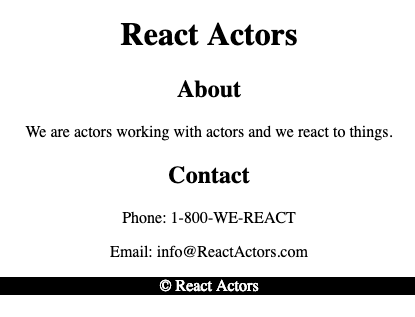 React Actors
About
We are actors working with actors and we react to things.
Contact
Phone: 1-800-WE-REACT
Email: info@ReactActors.com
© React Actors